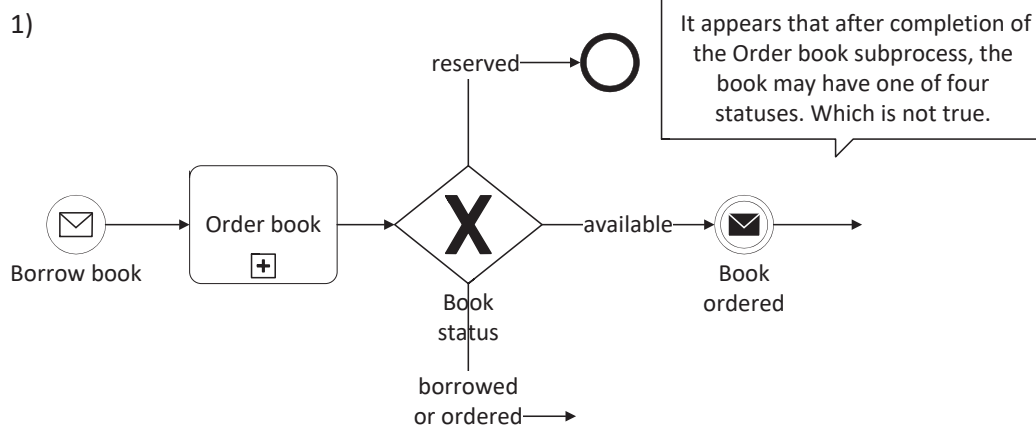 1)
It appears that after completion of
the Order book subprocess, the
book may have one of four
statuses. Which is not true.
reserved
Borrow book
Order book
X
Book
status
available
Book
ordered
borrowed
or ordered